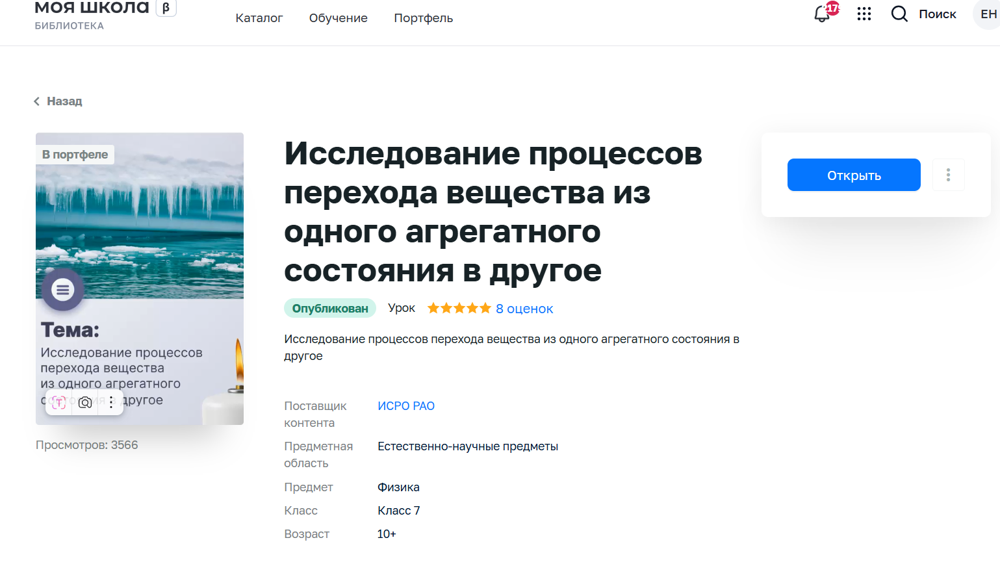 моя школа β
БИБЛИОТЕКА
Каталог
Обучение
Портфель
Поиск
ЕН
Назад
В портфеле
Тема:
Исследование процессов
перехода вещества
из одного агрегатного
другое
Просмотров: 3566
Исследование процессов
перехода вещества из
одного агрегатного
состояния в другое
Опубликован
Урок
8 оценок
Исследование процессов перехода вещества из одного агрегатного состояния в
другое
Поставщик
контента
ИСРО РАО
Предметная
область
Естественно-научные предметы
Предмет
Физика
Класс
Класс 7
Возраст
10+
Открыть